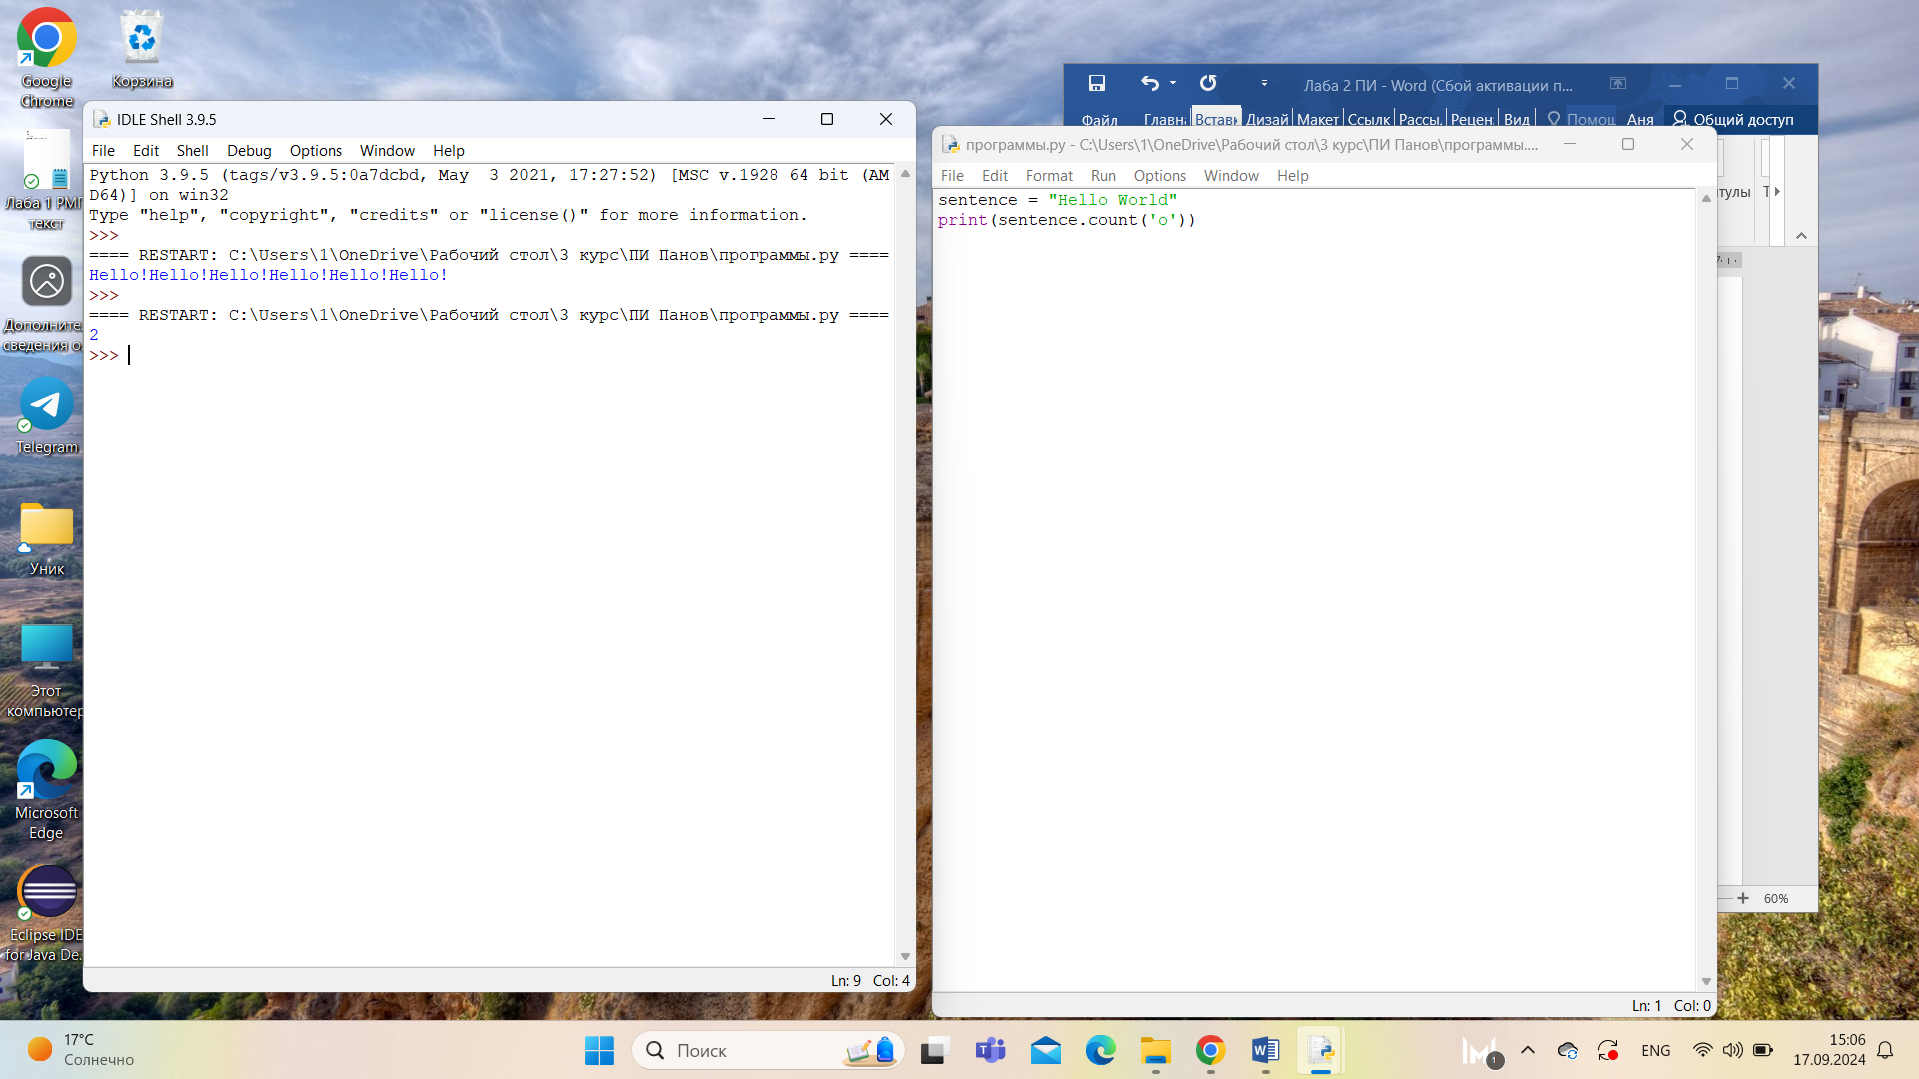 Google
Chrome
Корзина
Лаба 1 РМП
текст
Дополните
сведения о
Telegram
Уник
Этот
компьютер
Microsoft
Edge
Eclipse IDE
for Java De...
IDLE Shell 3.9.5
File Edit Shell Debug Options Window Help
Python 3.9.5 (tags/v3.9.5:0a7dcbd, May  3 2021, 17:27:52) [MSC v.1928 64 bit (AM
D64)] on win32
Type "help", "copyright", "credits" or "license()" for more information.
>>>
==== RESTART: C:\Users\1\OneDrive\Рабочий стол\3 курс\ПИ Панов\программы.py ====
Hello!Hello!Hello!Hello!Hello!Hello!
>>>
==== RESTART: C:\Users\1\OneDrive\Рабочий стол\3 курс\ПИ Панов\программы.py ====
2
>>>
Ln: 9 Col: 4
Лаба 2 ПИ - Word (Сбой активации п...
Файл Главн Вставк Дизай Макет Ссылк Рассы. Рецен Вид Помощ Аня Общий доступ
программы.py - C:\Users\1\OneDrive\Рабочий стол\3 курс\ПИ Панов\программы....
File Edit Format Run Options Window Help
sentence = "Hello World"
print(sentence.count('o'))
тулы
60%
Ln: 1 Col: 0
17°C
Солнечно
Поиск
1
ENG
15:06
17.09.2024